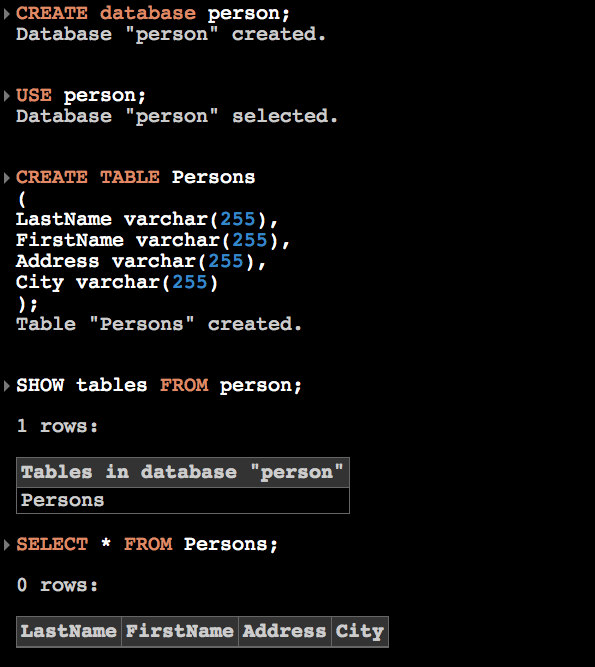 CREATE database person;
Database "person" created.
USE person;
Database "person" selected.
CREATE TABLE Persons
(
LastName varchar(255),
FirstName varchar(255),
Address varchar(255),
City varchar(255)
);
Table "Persons" created.
SHOW tables FROM person;
1 rows:
Tables in database "person"
Persons
SELECT * FROM Persons;
0 rows:
LastName FirstName Address City